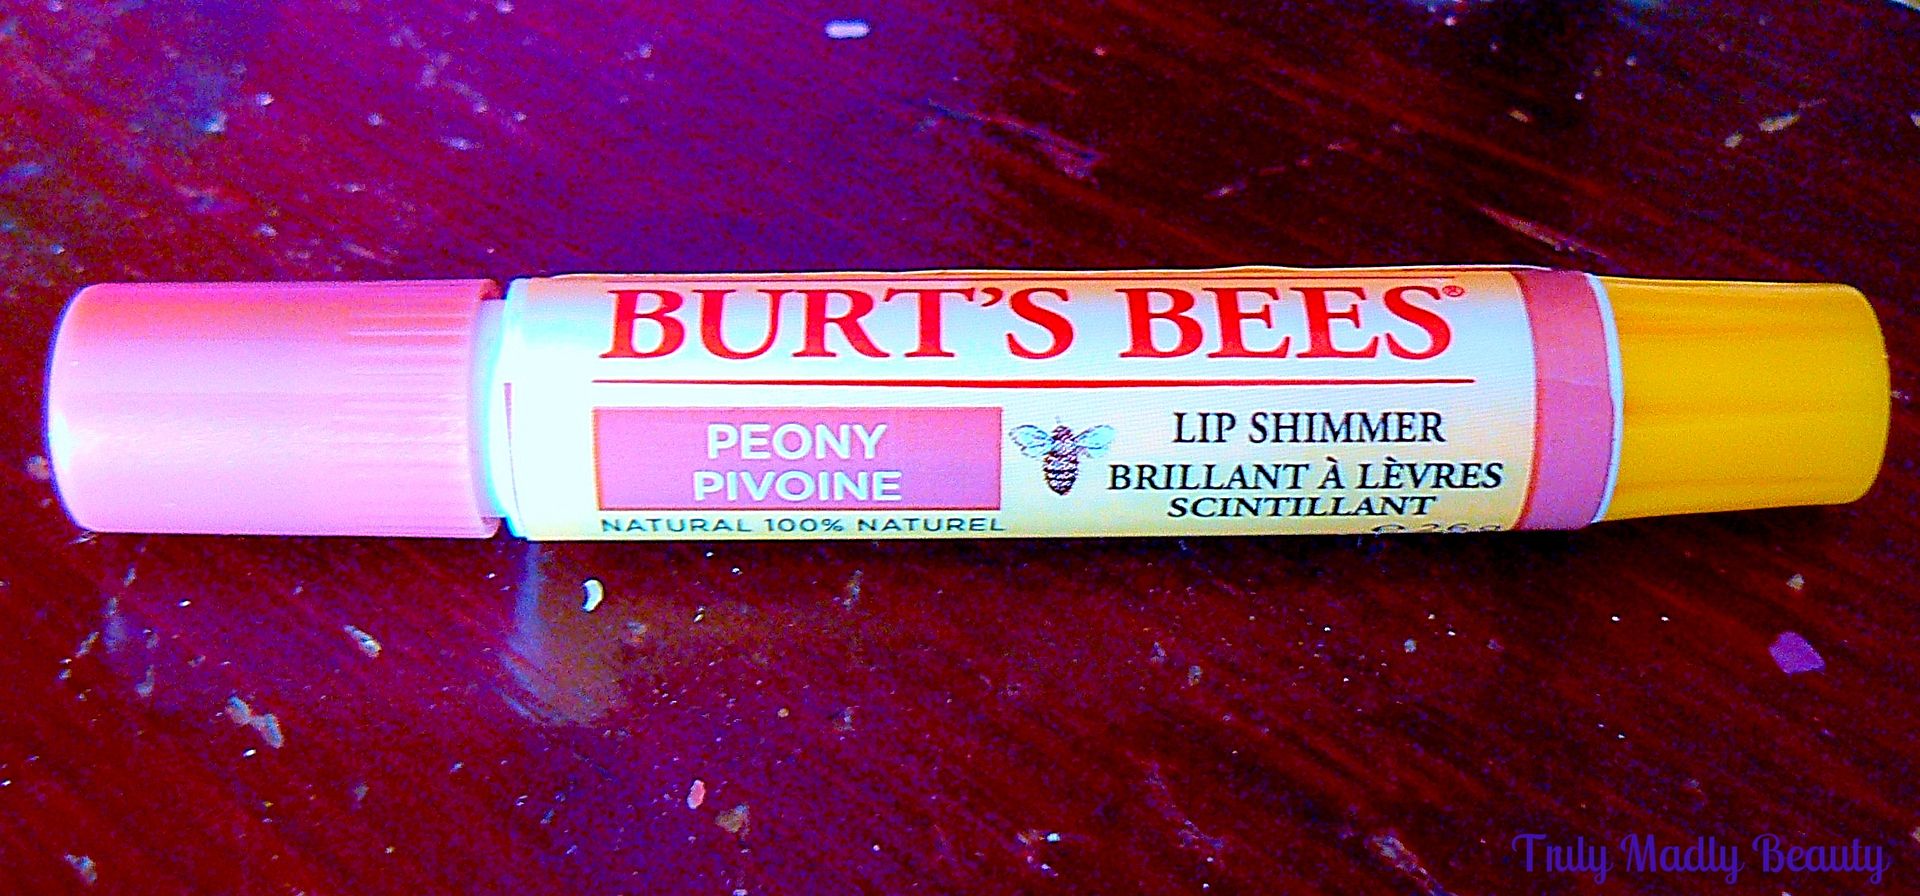 BURT'S BEES®
PEONY
PIVOINE
NATURAL 100% NATUREL
LIP SHIMMER
BRILLANT À LÈVRES
SCINTILLANT
Truly Madly Beauty